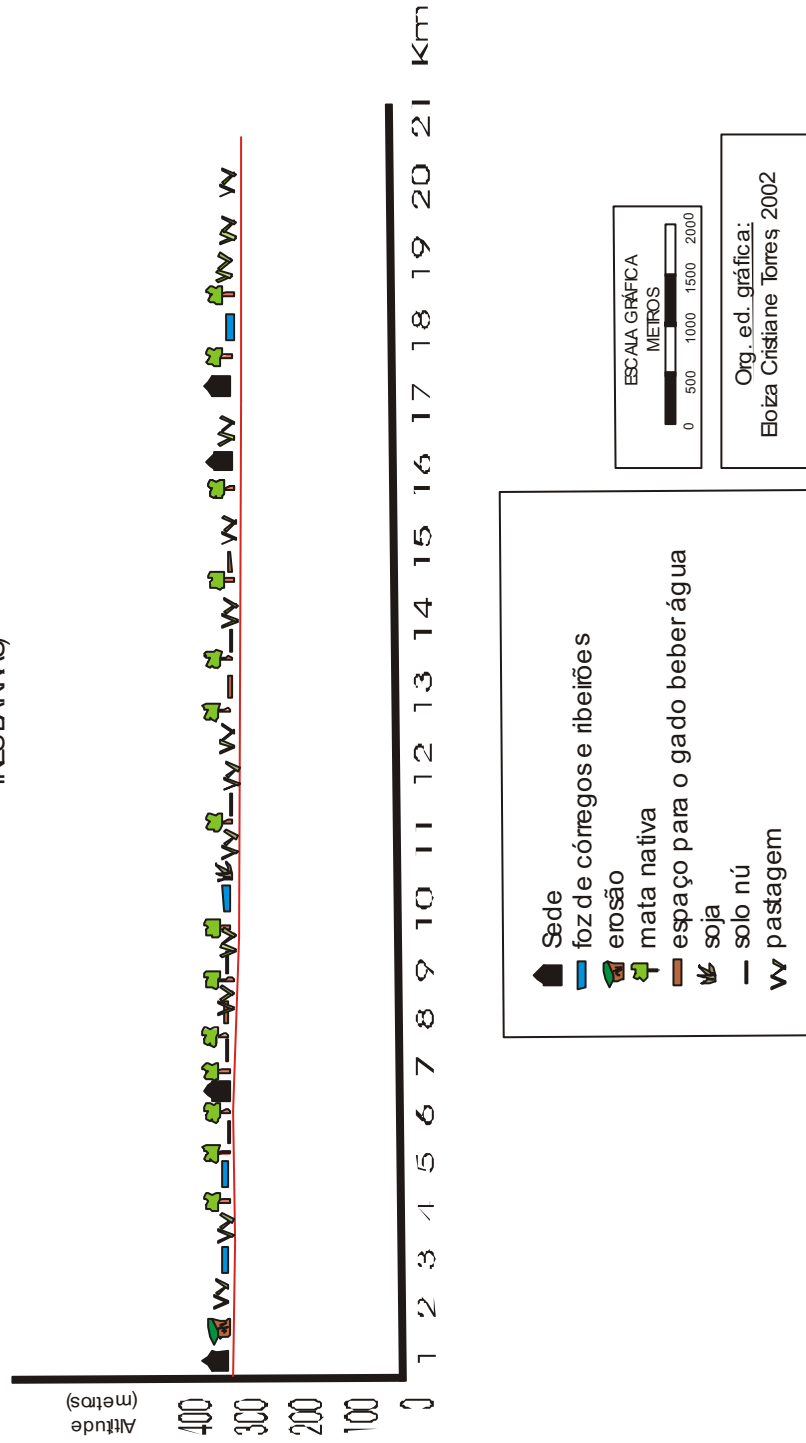 Altitude
(metros)
400
300
200
100
0
1 2 3 4 5 6 7 8 9 10 11 12 13 14 15 16 17 18 19 20 21 Km
Sede
foz de córregos e ribeirões
erosão
mata nativa
espaço para o gado beber água
soja
solo nú
pastagem
ESCALA GRÁFICA
METROS
0 500 1000 1500 2000
Org. ed. gráfica:
Eloiza Cristiane Torres, 2002